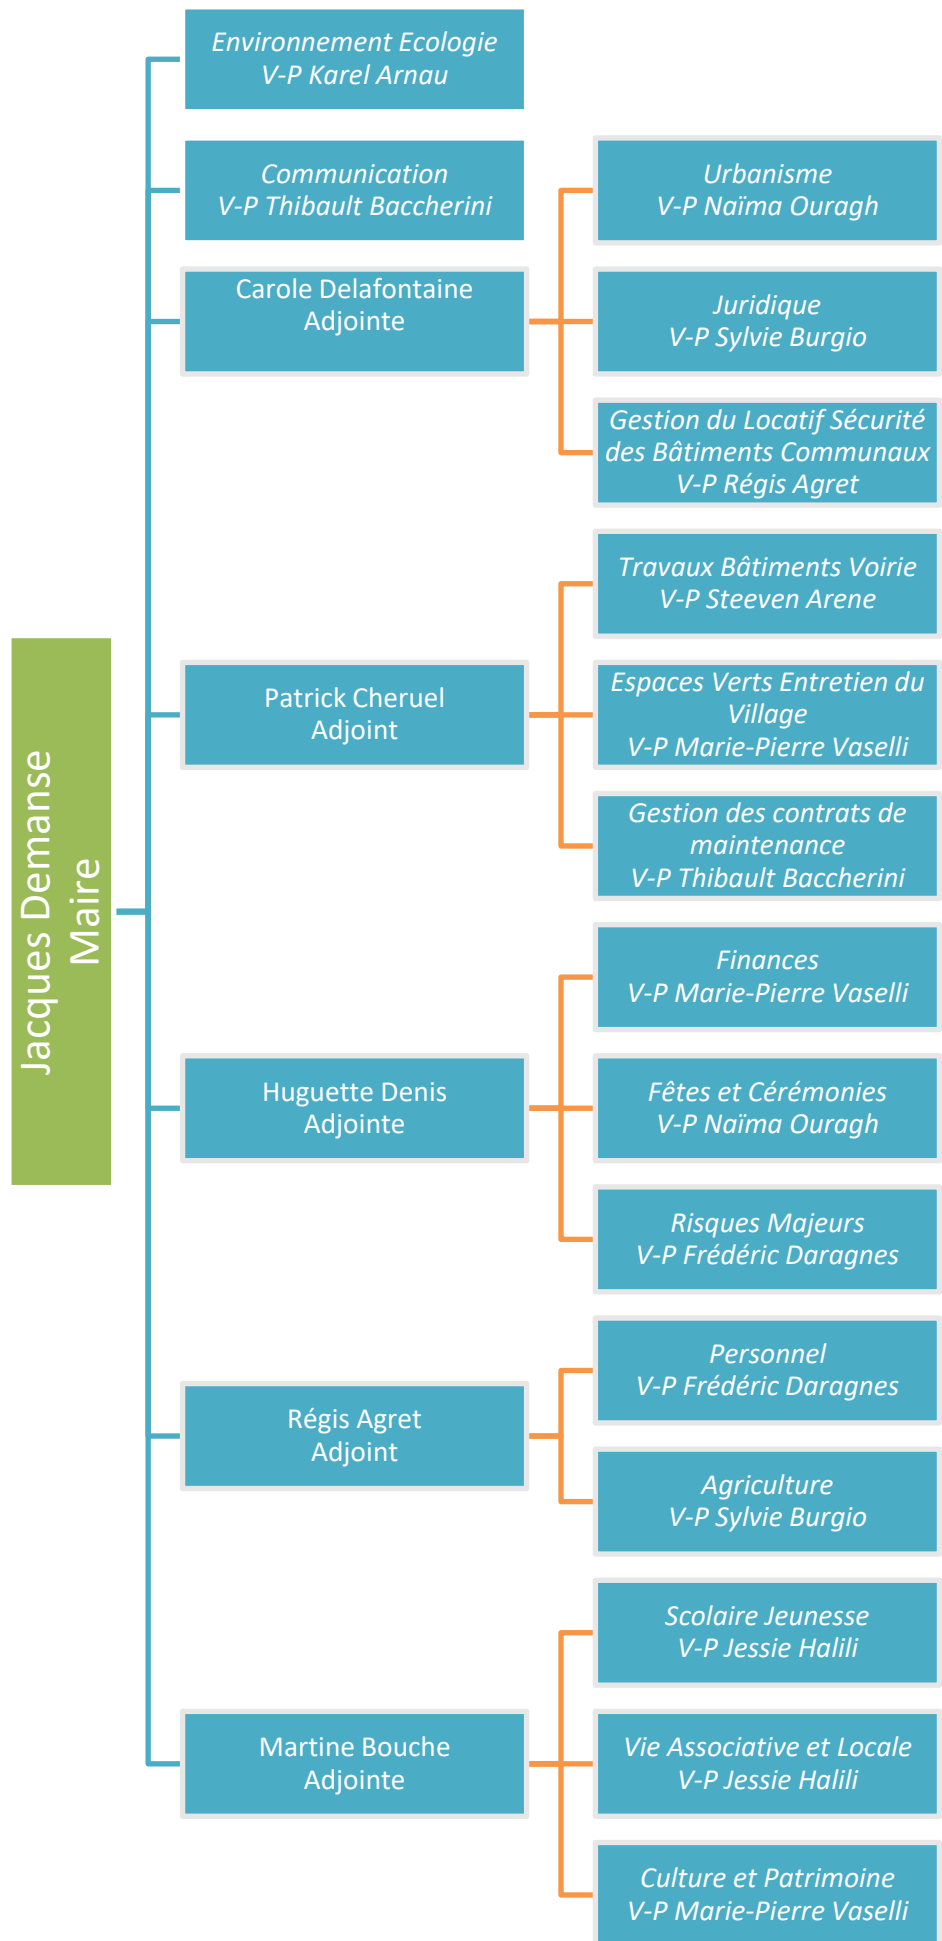 Jacques Demanse
Maire
Environnement Ecologie
V-P Karel Arnau
Communication
V-P Thibault Baccherini
Carole Delafontaine
Adjointe
Urbanisme
V-P Naïma Ouragh
Juridique
V-P Sylvie Burgio
Gestion du Locatif Sécurité
des Bâtiments Communaux
V-P Régis Agret
Patrick Cheruel
Adjoint
Travaux Bâtiments Voirie
V-P Steeven Arene
Espaces Verts Entretien du
Village
V-P Marie-Pierre Vaselli
Gestion des contrats de
maintenance
V-P Thibault Baccherini
Huguette Denis
Adjointe
Finances
V-P Marie-Pierre Vaselli
Fêtes et Cérémonies
V-P Naïma Ouragh
Risques Majeurs
V-P Frédéric Daragnes
Régis Agret
Adjoint
Personnel
V-P Frédéric Daragnes
Agriculture
V-P Sylvie Burgio
Martine Bouche
Adjointe
Scolaire Jeunesse
V-P Jessie Halili
Vie Associative et Locale
V-P Jessie Halili
Culture et Patrimoine
V-P Marie-Pierre Vaselli